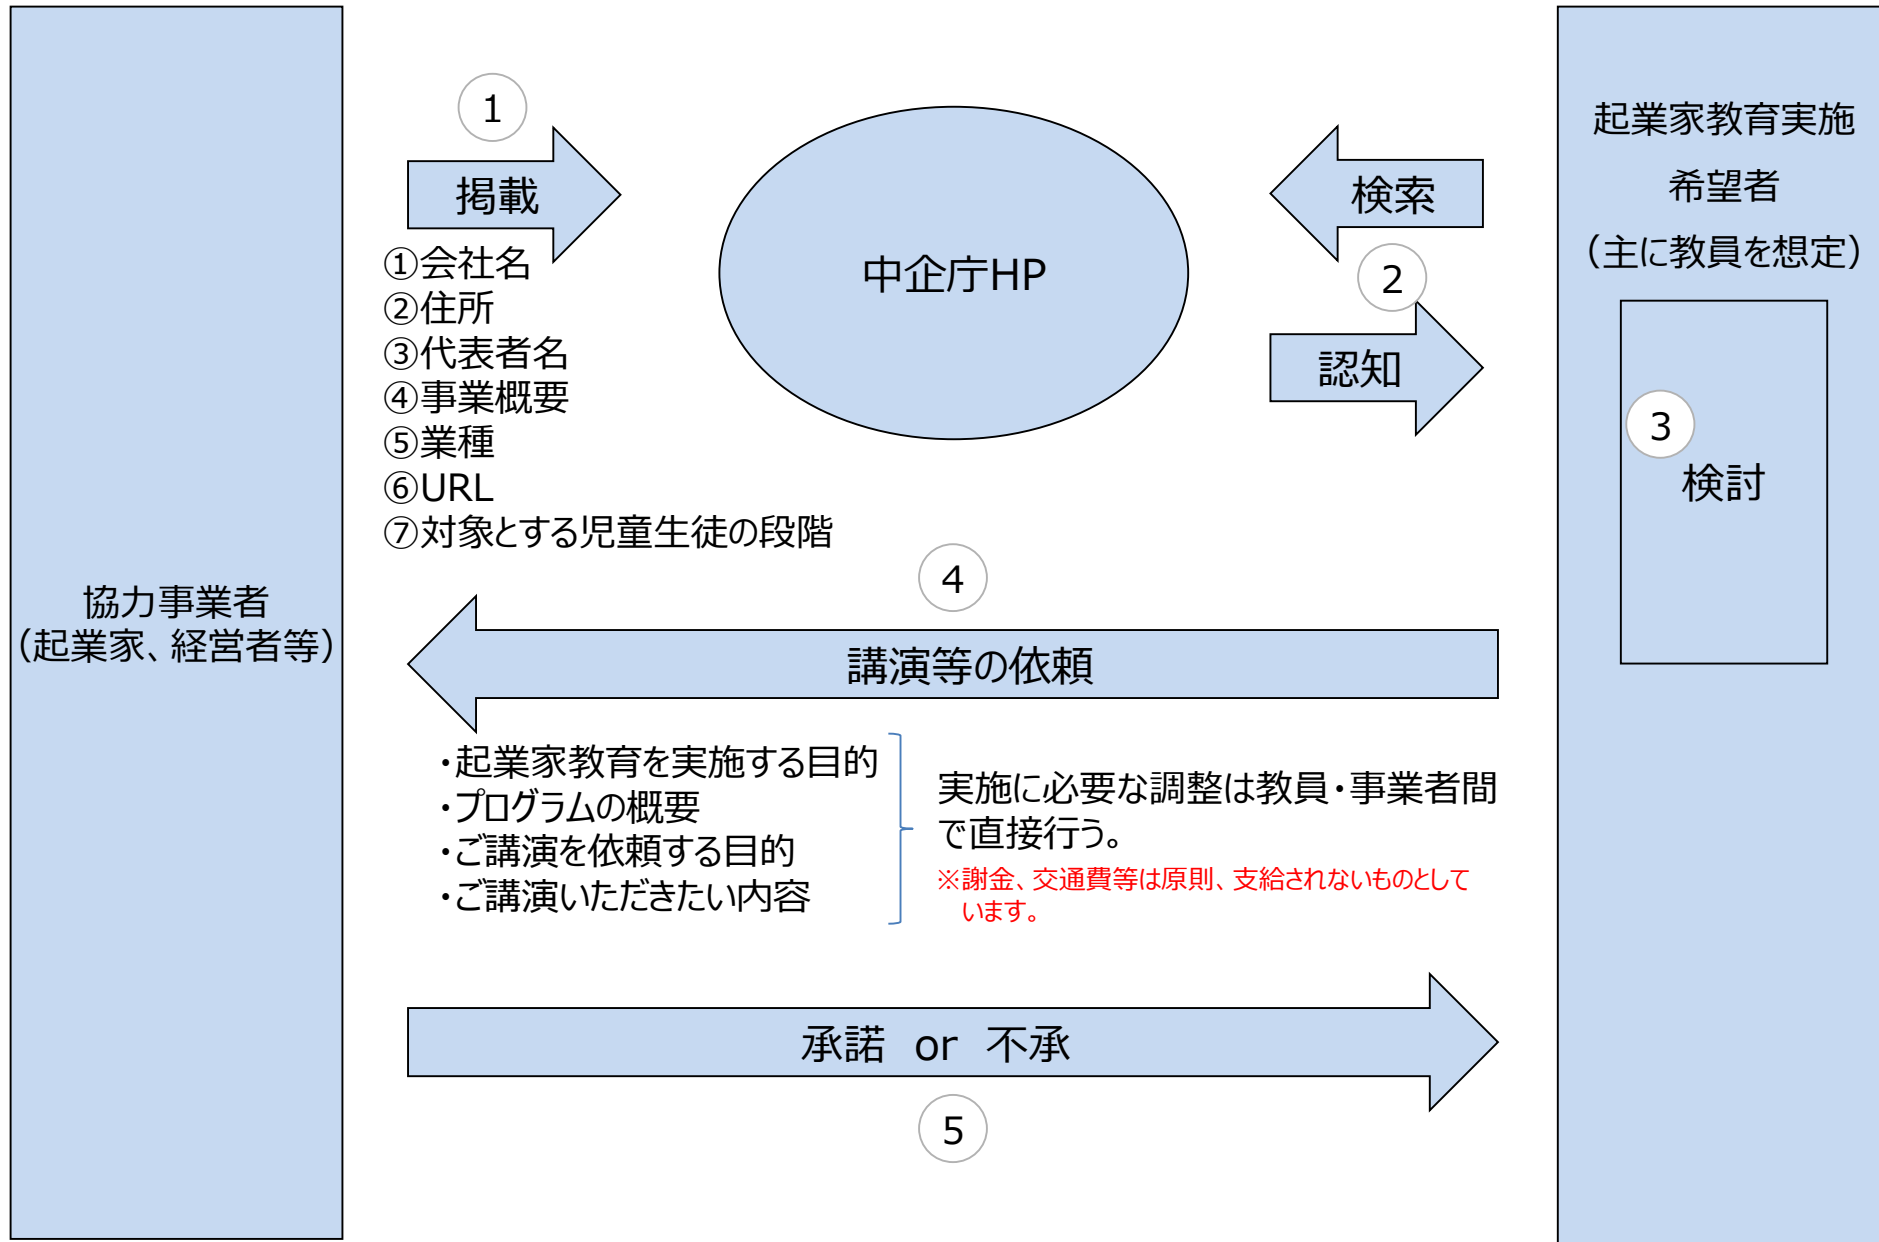 協力事業者
（起業家、経営者等）
1
掲載
①会社名
②住所
③代表者名
④事業概要
⑤業種
⑥URL
⑦対象とする児童生徒の段階
中企庁HP
検索
2
認知
起業家教育実施
希望者
（主に教員を想定）
3
検討
4
講演等の依頼
・起業家教育を実施する目的
・プログラムの概要
・ご講演を依頼する目的
・ご講演いただきたい内容
実施に必要な調整は教員・事業者間
で直接行う。
※謝金、交通費等は原則、支給されないものとして
います。
承諾 or 不承
5